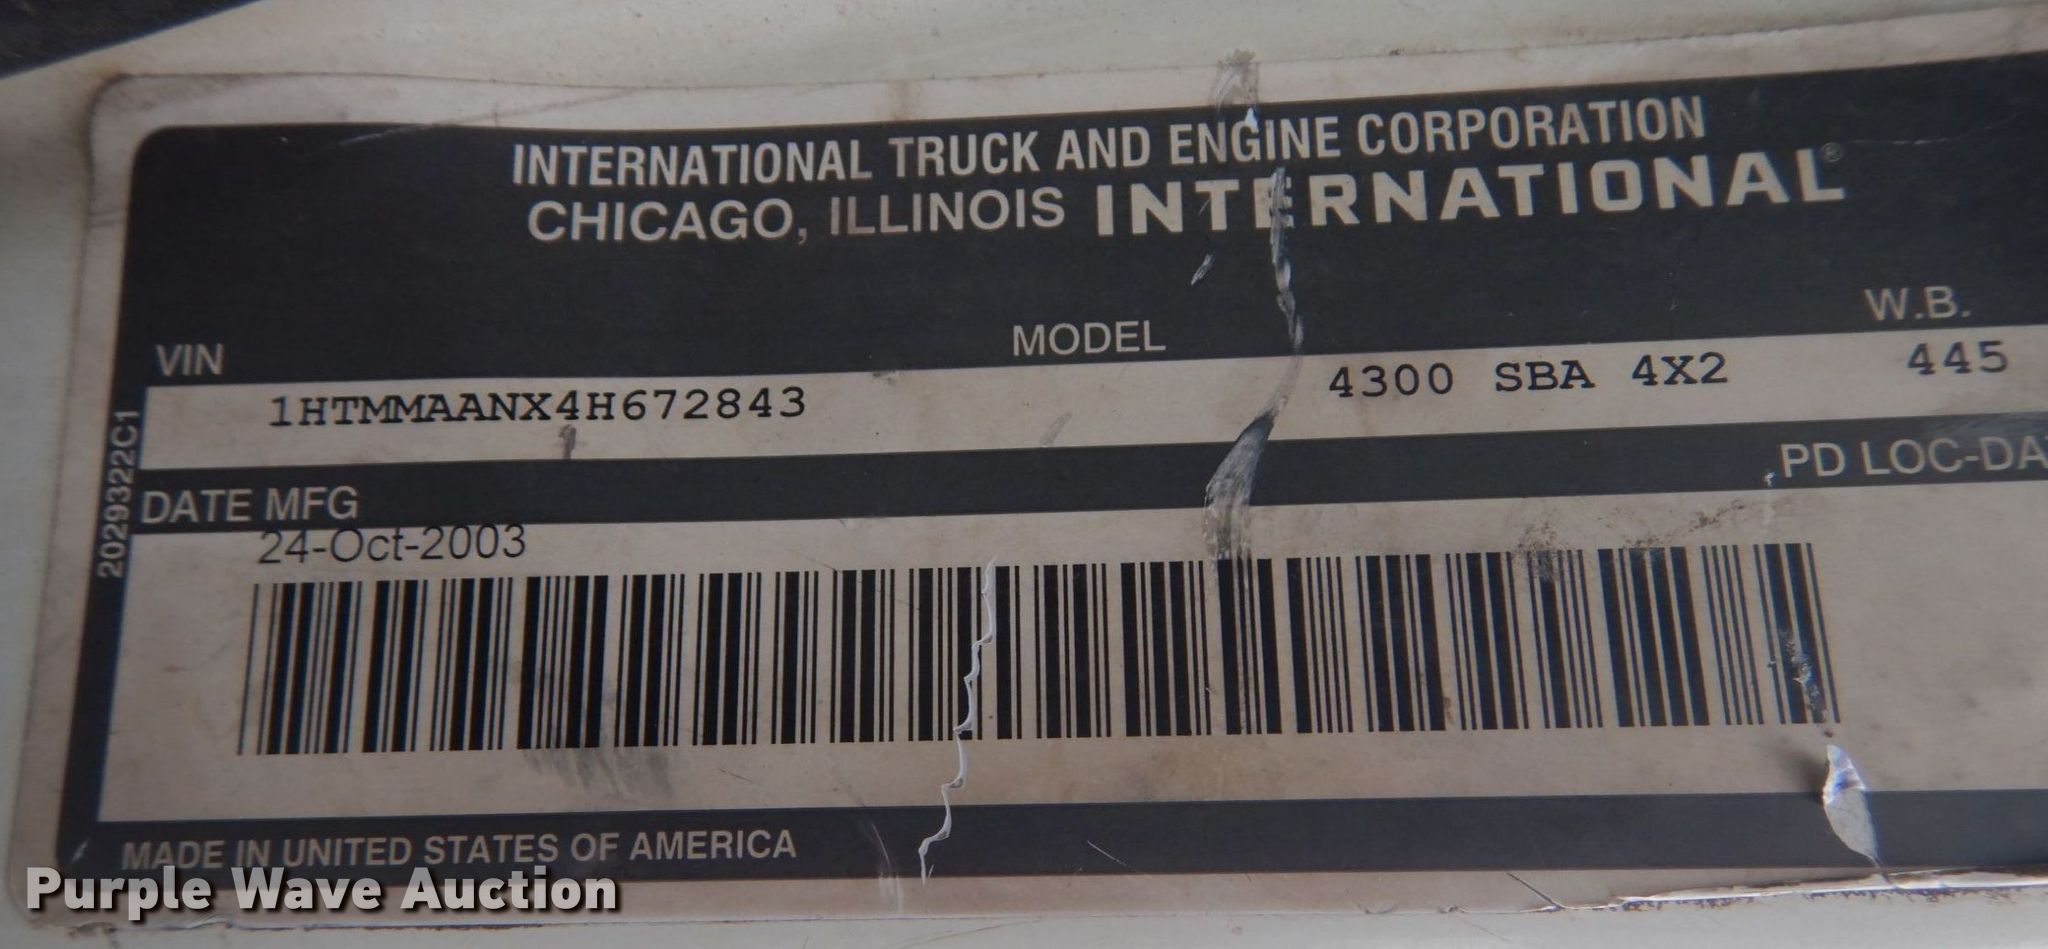 INTERNATIONAL TRUCK AND ENGINE CORPORATION
CHICAGO, ILLINOIS INTERNATIONAL®
VIN MODEL W.B.
1HTMMAANX4H672843 4300 SBA 4X2 445
2029322C1
DATE MFG PD LOC-DA
24-Oct-2003
MADE IN UNITED STATES OF AMERICA
Purple Wave Auction